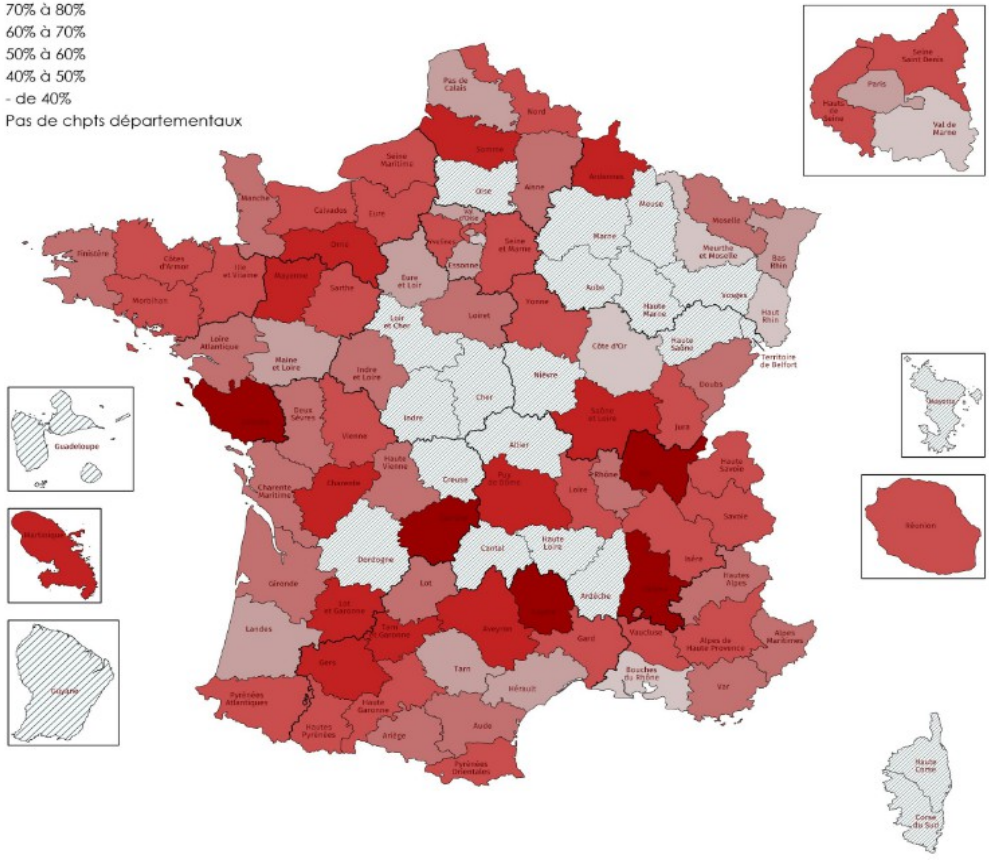 70% à 80%
60% à 70%
50% à 60%
40% à 50%
- de 40%
Pas de chpts départementaux
Seine
Saint Denis
Paris
Hauts
de
Seine
Val de
Marne
Pas de
Calais
Nord
Somme
Seine
Maritime
Oise
Aisne
Ardennes
Manche
Calvados
Eure
Val
d'Oise
Marne
Meuse
Moselle
Meurthe
et Moselle
Bas
Rhin
Finistère
Côtes
d'Armor
Ille
et Vilaine
Orne
Mayenne
Yvelines
Essonne
Seine
et Marne
Aube
Haute
Marne
Vosges
Haut
Rhin
Morbihan
Sarthe
Eure
et Loir
Loiret
Yonne
Loir
et Cher
Côte d'Or
Haute
Saône
Territoire
de Belfort
Loire
Atlantique
Maine
et Loire
Indre
et Loire
Nièvre
Doubs
Mayotte
Guadeloupe
Deux
Sèvres
Vienne
Indre
Cher
Saône
et Loire
Jura
Allier
Charente
Maritime
Charente
Haute
Vienne
Creuse
Puy
de Dôme
Loire
Rhône
Haute
Savoie
Savoie
Réunion
Martinique
Dordogne
Cantal
Haute
Loire
Isère
Gironde
Lot
Ardèche
Hautes
Alpes
Lot
et Garonne
Tarn
et Garonne
Aveyron
Landes
Gers
Tarn
Gard
Vaucluse
Alpes de
Haute Provence
Alpes
Maritimes
Guyane
Hérault
Bouches
du Rhône
Var
Pyrénées
Atlantiques
Hautes
Pyrénées
Haute
Garonne
Ariège
Aude
Pyrénées
Orientales
Haute
Corse
Corse
du Sud